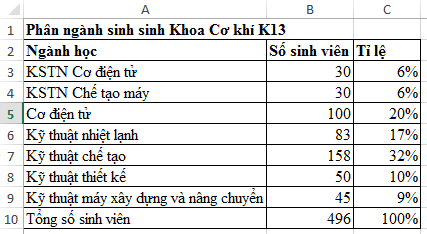 A B C
1 Phân ngành sinh sinh Khoa Cơ khí K13
2 Ngành học Số sinh viên Tỉ lệ
3 KSTN Cơ điện tử 30 6%
4 KSTN Chế tạo máy 30 6%
5 Cơ điện tử 100 20%
6 Kỹ thuật nhiệt lạnh 83 17%
7 Kỹ thuật chế tạo 158 32%
8 Kỹ thuật thiết kế 50 10%
9 Kỹ thuật máy xây dựng và nâng chuyển 45 9%
10 Tổng số sinh viên 496 100%